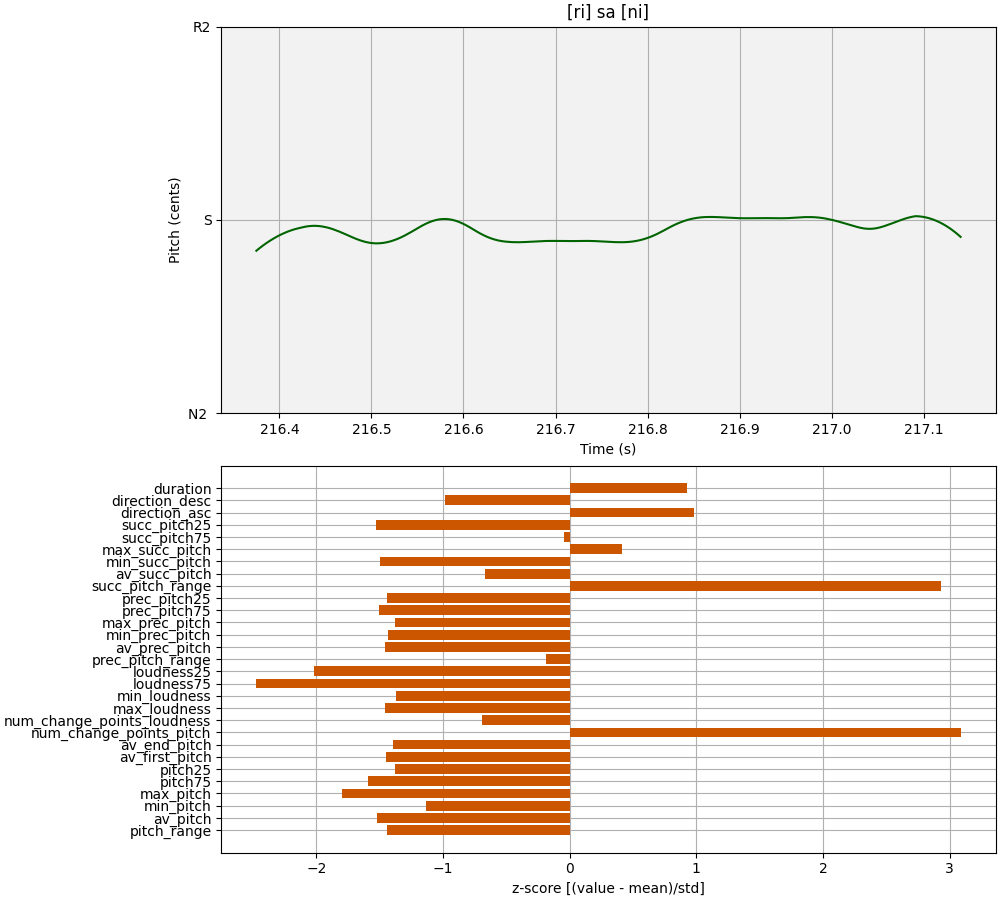 [ri] sa [ni]
R2
S
N2
Pitch (cents)
216.4 216.5 216.6 216.7 216.8 216.9 217.0 217.1
Time (s)
duration
direction_desc
direction_asc
succ_pitch25
succ_pitch75
max_succ_pitch
min_succ_pitch
av_succ_pitch
succ_pitch_range
prec_pitch25
prec_pitch75
max_prec_pitch
min_prec_pitch
av_prec_pitch
prec_pitch_range
loudness25
loudness75
min_loudness
max_loudness
num_change_points_loudness
num_change_points_pitch
av_end_pitch
av_first_pitch
pitch25
pitch75
max_pitch
min_pitch
av_pitch
pitch_range
−2 −1 0 1 2 3
z-score [(value - mean)/std]